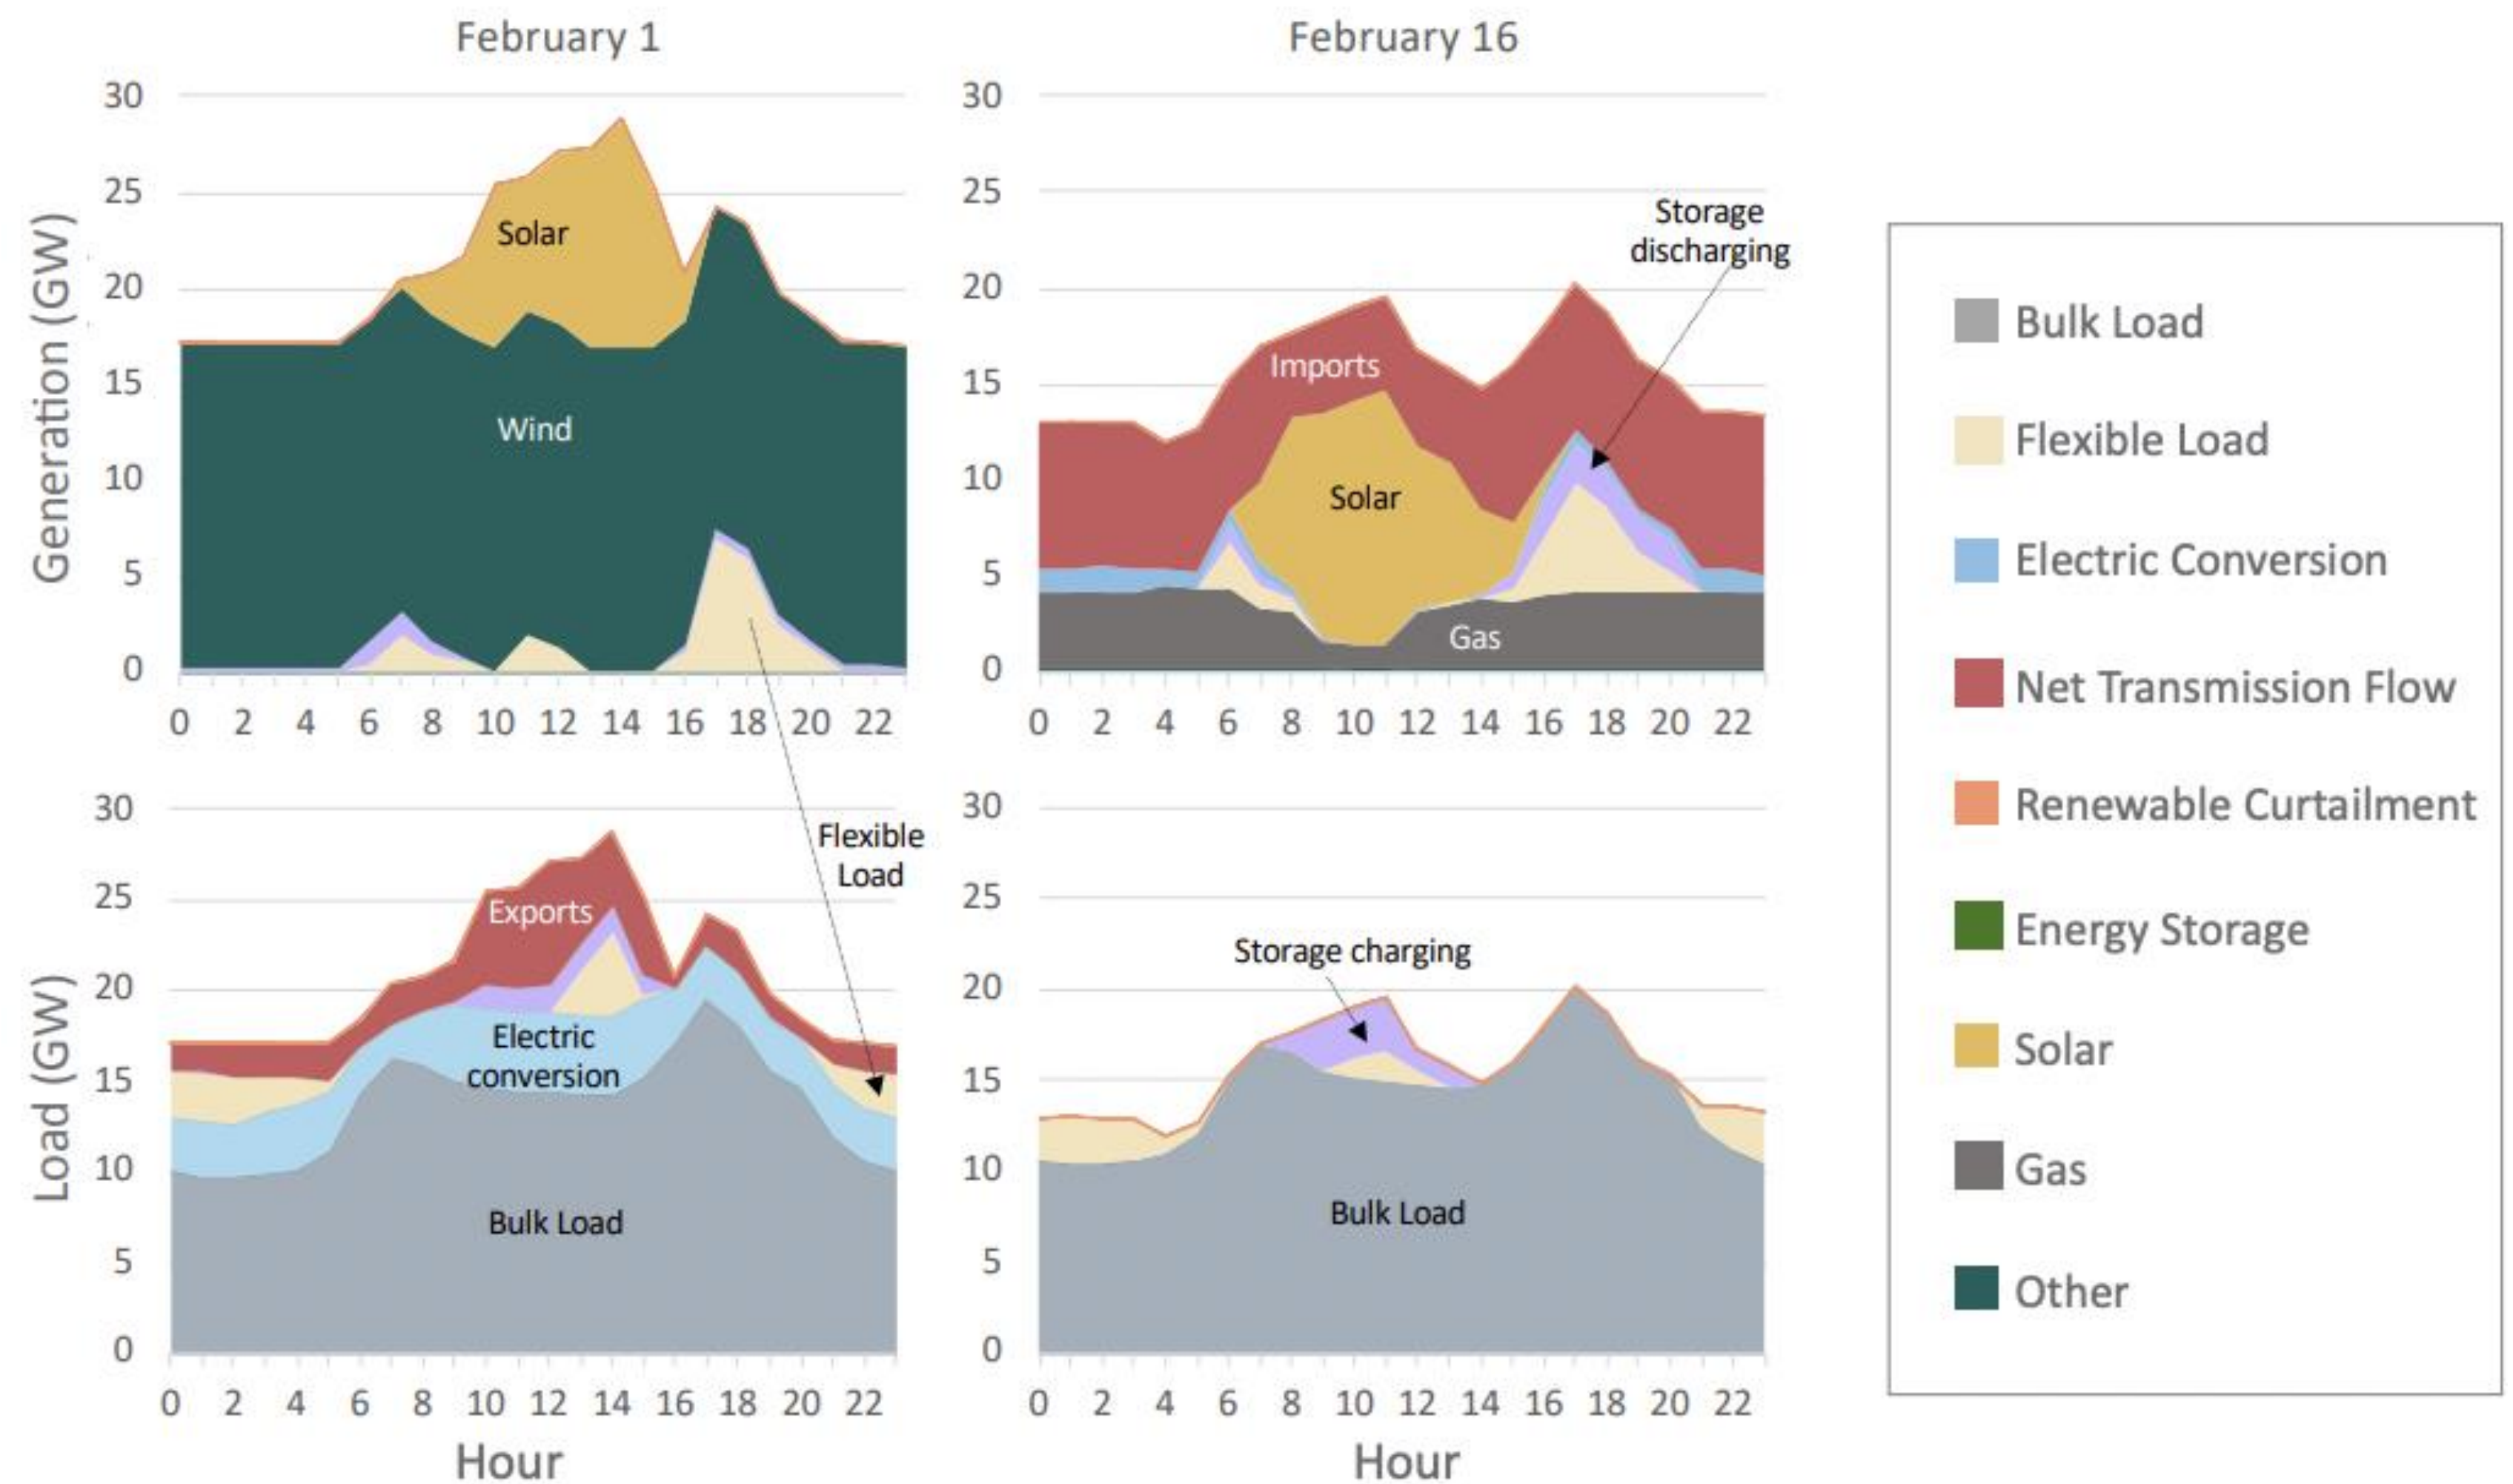 February 1
February 16
Generation (GW)
30
25
20
15
10
5
0
Solar
Wind
0 2 4 6 8 10 12 14 16 18 20 22
30
25
20
15
10
5
0
Storage
discharging
Imports
Solar
Gas
0 2 4 6 8 10 12 14 16 18 20 22
Load (GW)
30
25
20
15
10
5
0
Flexible
Load
Exports
Electric
conversion
Bulk Load
0 2 4 6 8 10 12 14 16 18 20 22
Hour
30
25
20
15
10
5
0
Storage charging
Bulk Load
0 2 4 6 8 10 12 14 16 18 20 22
Hour
Bulk Load
Flexible Load
Electric Conversion
Net Transmission Flow
Renewable Curtailment
Energy Storage
Solar
Gas
Other